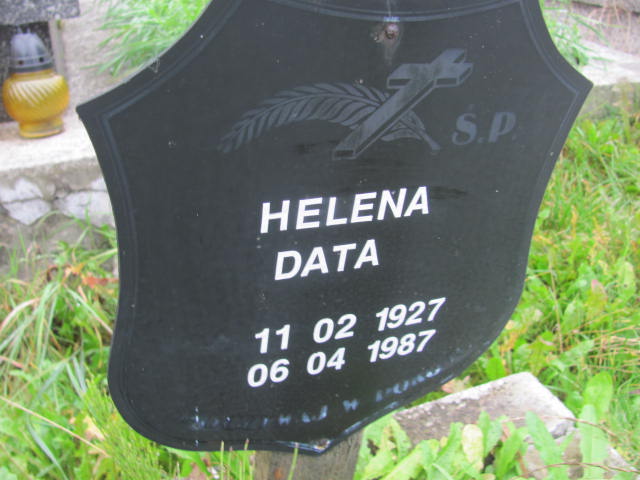 Ś.P.
HELENA
DATA
11 02 1927
06 04 1987